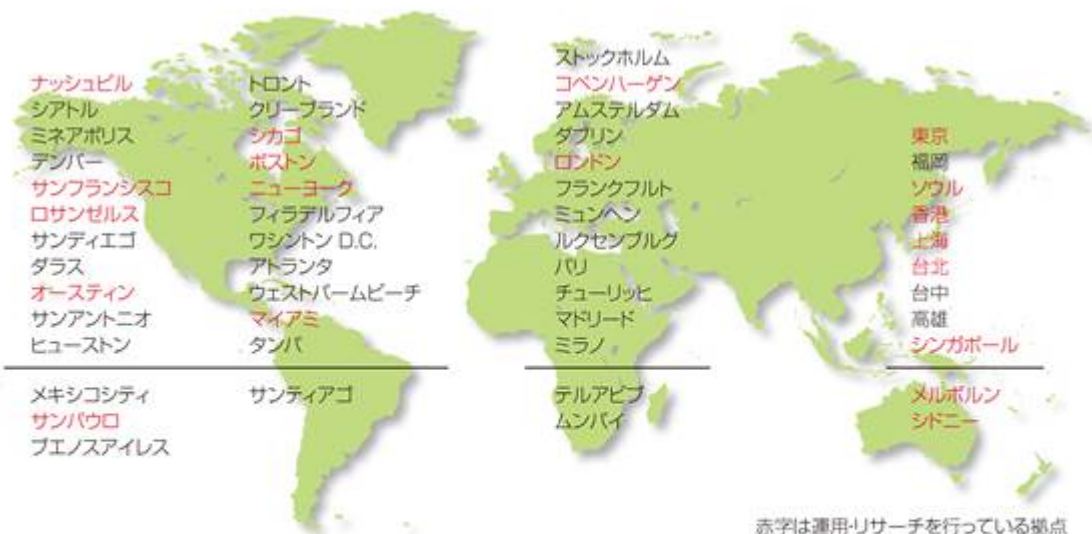 ナッシュビル
シアトル
ミネアポリス
デンバー
サンフランシスコ
ロサンゼルス
サンディエゴ
ダラス
オースティン
サンアントニオ
ヒューストン
トロント
クリーブランド
シカゴ
ボストン
ニューヨーク
フィラデルフィア
ワシントン D.C.
アトランタ
ウェストパームビーチ
マイアミ
タンパ
メキシコシティ
サンパウロ
ブエノスアイレス
サンティアゴ
ストックホルム
コペンハーゲン
アムステルダム
ダブリン
ロンドン
フランクフルト
ミュンヘン
ルクセンブルグ
パリ
チューリッヒ
マドリード
ミラノ
テルアビブ
ムンバイ
東京
福岡
ソウル
香港
上海
台北
台中
高雄
シンガポール
メルボルン
シドニー
赤字は運用・リサーチを行っている拠点